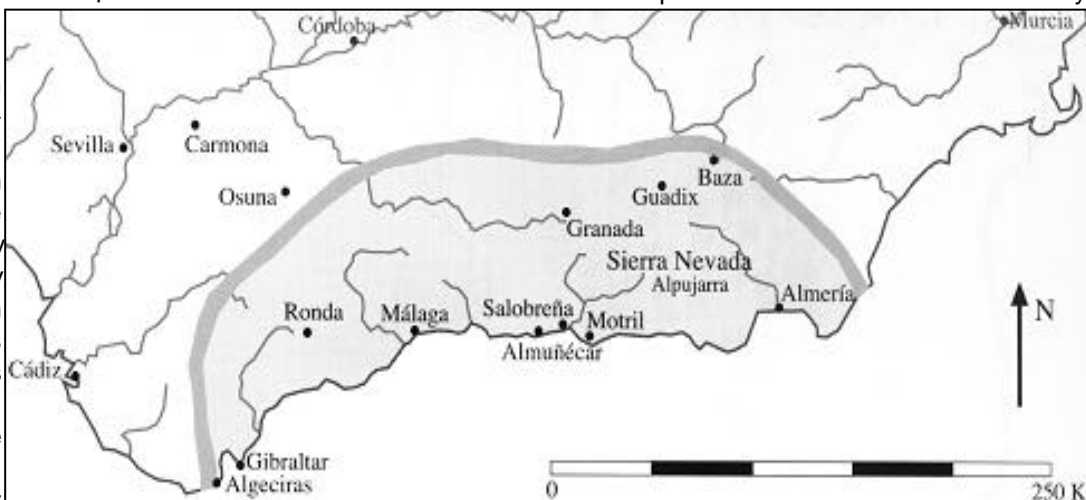 Córdoba
Murcia
Sevilla
Carmona
Baza
Osuna
Guadix
Granada
Sierra Nevada
Alpujarra
Almería
Ronda
Málaga
Salobreña
Motril
N
Almuñécar
Cádiz
Gibraltar
Algeciras
0
250 K